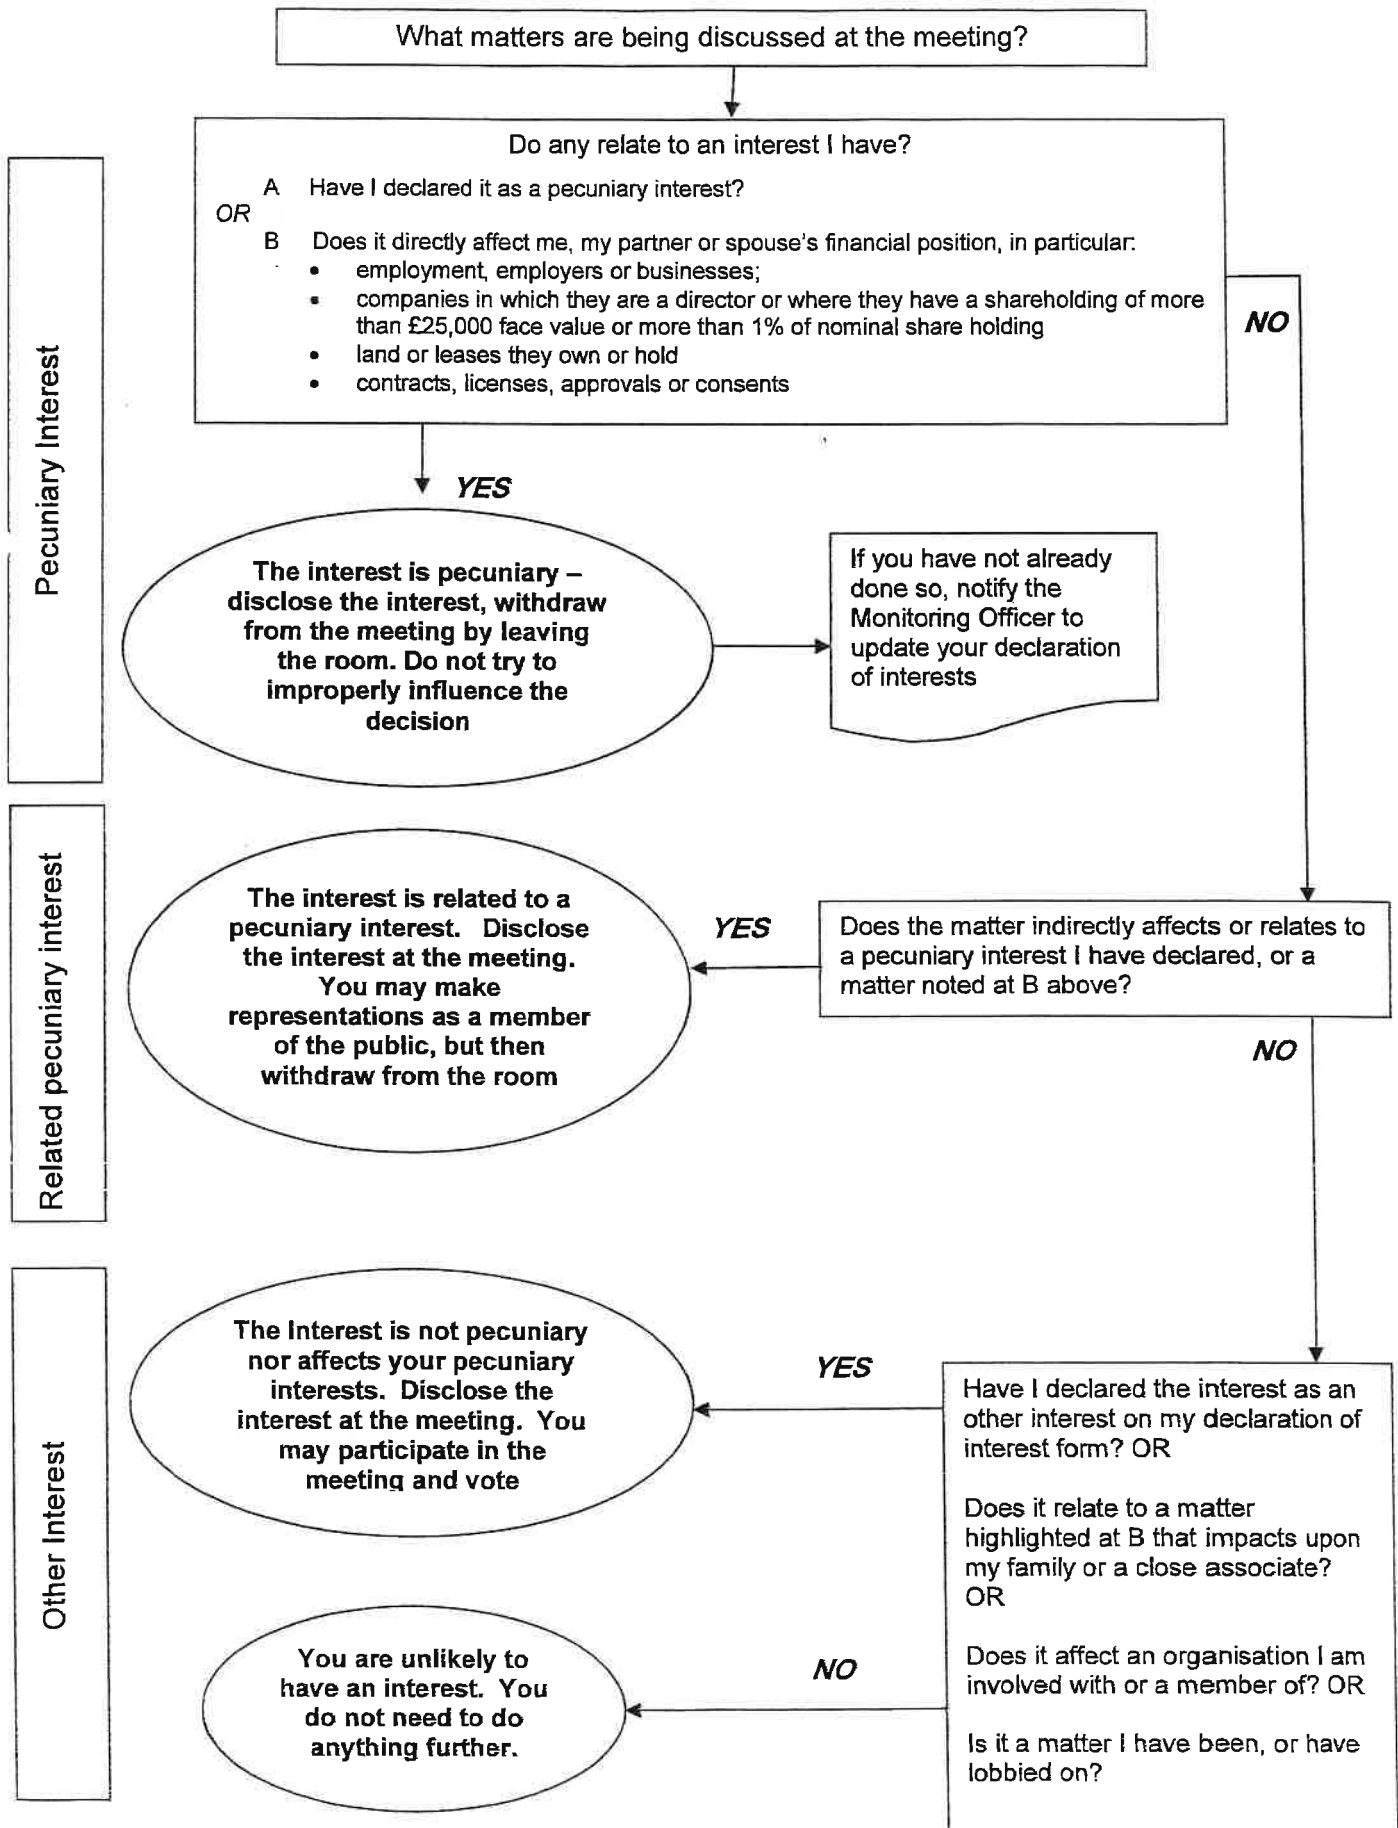 What matters are being discussed at the meeting?
Do any relate to an interest I have?
A Have I declared it as a pecuniary interest?
OR
B Does it directly affect me, my partner or spouse's financial position, in particular:
• employment, employers or businesses;
• companies in which they are a director or where they have a shareholding of more
than £25,000 face value or more than 1% of nominal share holding
• land or leases they own or hold
• contracts, licenses, approvals or consents
NO
Pecuniary Interest
YES
The interest is pecuniary –
disclose the interest, withdraw
from the meeting by leaving
the room. Do not try to
improperly influence the
decision
If you have not already
done so, notify the
Monitoring Officer to
update your declaration
of interests
Related pecuniary interest
The interest is related to a
pecuniary interest. Disclose
the interest at the meeting.
You may make
representations as a member
of the public, but then
withdraw from the room
YES
Does the matter indirectly affects or relates to
a pecuniary interest I have declared, or a
matter noted at B above?
NO
Other Interest
The Interest is not pecuniary
nor affects your pecuniary
interests. Disclose the
interest at the meeting. You
may participate in the
meeting and vote
YES
Have I declared the interest as an
other interest on my declaration of
interest form? OR
Does it relate to a matter
highlighted at B that impacts upon
my family or a close associate?
OR
Does it affect an organisation I am
involved with or a member of? OR
Is it a matter I have been, or have
lobbied on?
NO
You are unlikely to
have an interest. You
do not need to do
anything further.